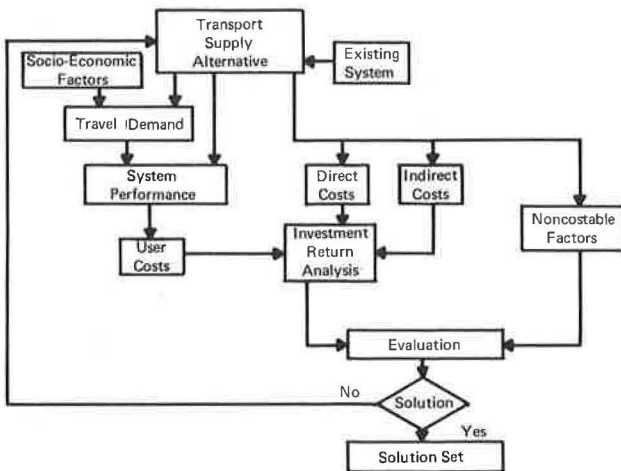 Transport
Supply
Alternative
Existing
System
Socio-Economic
Factors
Travel Demand
System
Performance
Direct
Costs
Indirect
Costs
Noncostable
Factors
User
Costs
Investment
Return
Analysis
Evaluation
No
Solution
Yes
Solution Set